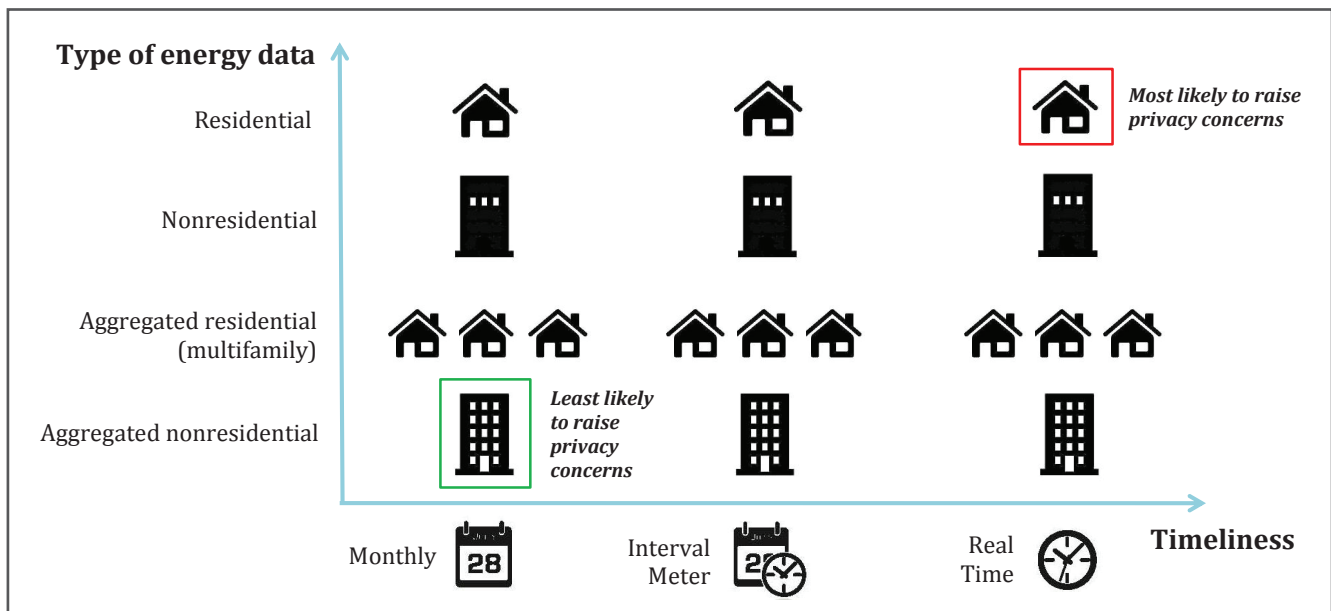 Type of energy data
Residential
Most likely to raise
privacy concerns
Nonresidential
Aggregated residential
(multifamily)
Least likely
to raise
privacy
concerns
Aggregated nonresidential
Monthly
28
Interval
Meter
Real
Time
Timeliness